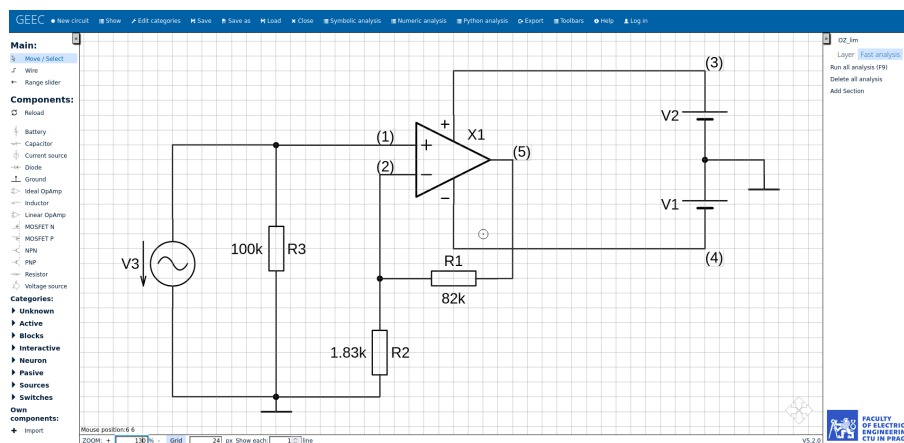 GEEC New circuit Show Edit categories Save Save as Load Close Symbolic analysis Numeric analysis Python analysis Export Toolbars Help Log in
Main:
Move / Select
Wire
Range slider
Components:
Reload
Battery
Capacitor
Current source
Diode
Ground
Ideal OpAmp
Inductor
Linear OpAmp
MOSFET N
MOSFET P
NPN
PNP
Resistor
Voltage source
Categories:
Unknown
Active
Blocks
Interactive
Neuron
Pasive
Sources
Switches
Own
components:
Import
(3)
V2
X1
(1)
(5)
(2)
V1
100k R3
V3
R1
(4)
82k
1.83k R2
Mouse position:6 6
ZOOM: + 130 % - Grid 24 px Show each: 1 line
V5.2.0
OZ_lim
Layer Fast analysis
Run all analysis (F9)
Delete all analysis
Add Section
FACULTY
OF ELECTRIC
ENGINEERIN
CTU IN PRAG